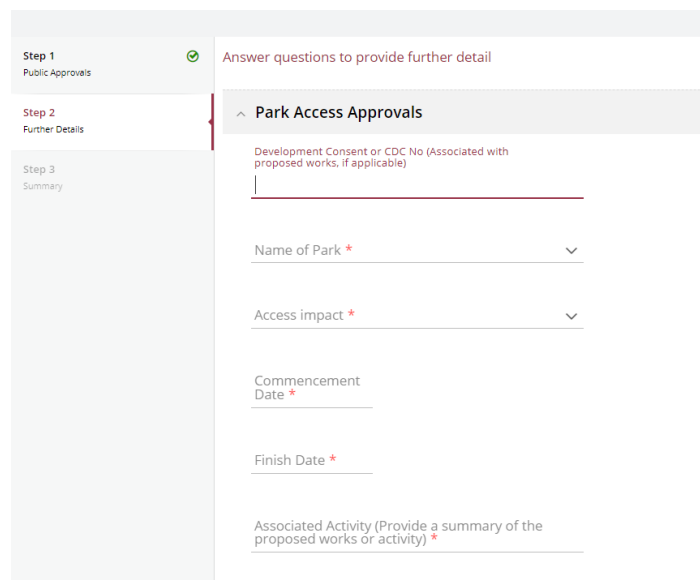 Step 1
Public Approvals
Step 2
Further Details
Step 3
Summary
Answer questions to provide further detail
Park Access Approvals
Development Consent or CDC No (Associated with
proposed works, if applicable)
Name of Park *
Access impact *
Commencement
Date *
Finish Date *
Associated Activity (Provide a summary of the
proposed works or activity) *